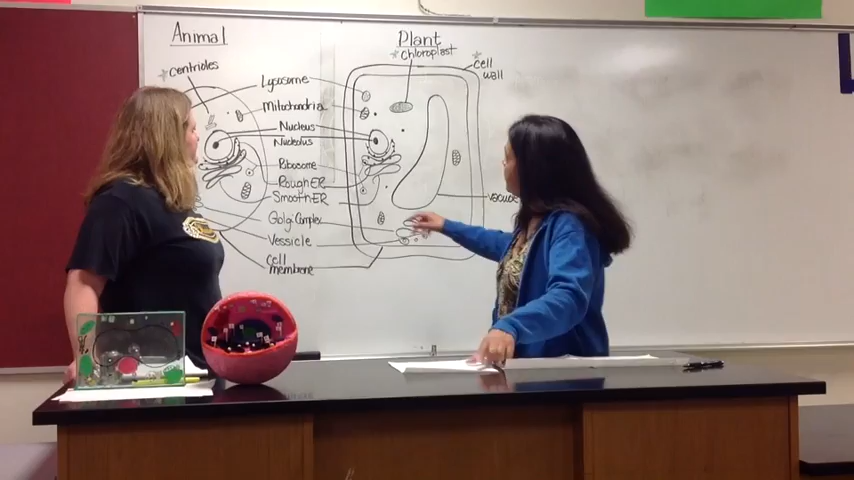 Animal
Plant
*Chloroplast
*Cell
wall
*Centrioles
Lysosome
Mitochondria
Nucleus
Nucleolus
Ribosome
Rough ER
Smooth ER
Golgi Complex
Vessicle
Cell
membrane